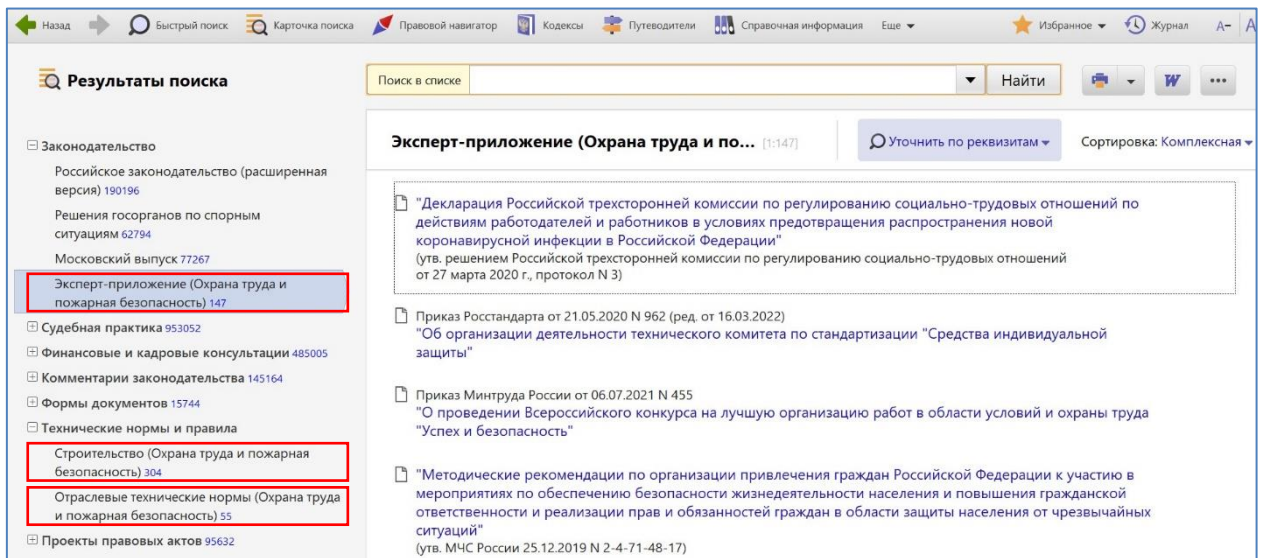 Назад
Быстрый поиск
Карточка поиска
Правовой навигатор
Кодексы
Путеводители
Справочная информация
Еще
Избранное
Журнал
A–
Результаты поиска
Поиск в списке
Найти
W
Законодательство
Российское законодательство (расширенная
версия) 190196
Решения госорганов по спорным
ситуациям 62794
Московский выпуск 77267
Эксперт-приложение (Охрана труда и
пожарная безопасность) 147
Судебная практика 953052
Финансовые и кадровые консультации 485005
Комментарии законодательства 145164
Формы документов 15744
Технические нормы и правила
Строительство (Охрана труда и пожарная
безопасность) 304
Отраслевые технические нормы (Охрана труда
и пожарная безопасность) 55
Проекты правовых актов 95632
Эксперт-приложение (Охрана труда и по... [1:147]
Уточнить по реквизитам
Сортировка: Комплексная
"Декларация Российской трехсторонней комиссии по регулированию социально-трудовых отношений по
действиям работодателей и работников в условиях предотвращения распространения новой
коронавирусной инфекции в Российской Федерации"
(утв. решением Российской трехсторонней комиссии по регулированию социально-трудовых отношений
от 27 марта 2020 г., протокол N 3)
Приказ Росстандарта от 21.05.2020 N 962 (ред. от 16.03.2022)
"Об организации деятельности технического комитета по стандартизации "Средства индивидуальной
защиты"
Приказ Минтруда России от 06.07.2021 N 455
"О проведении Всероссийского конкурса на лучшую организацию работ в области условий и охраны труда
"Успех и безопасность"
"Методические рекомендации по организации привлечения граждан Российской Федерации к участию в
мероприятиях по обеспечению безопасности жизнедеятельности населения и повышения гражданской
ответственности и реализации прав и обязанностей граждан в области защиты населения от чрезвычайных
ситуаций"
(утв. МЧС России 25.12.2019 N 2-4-71-48-17)